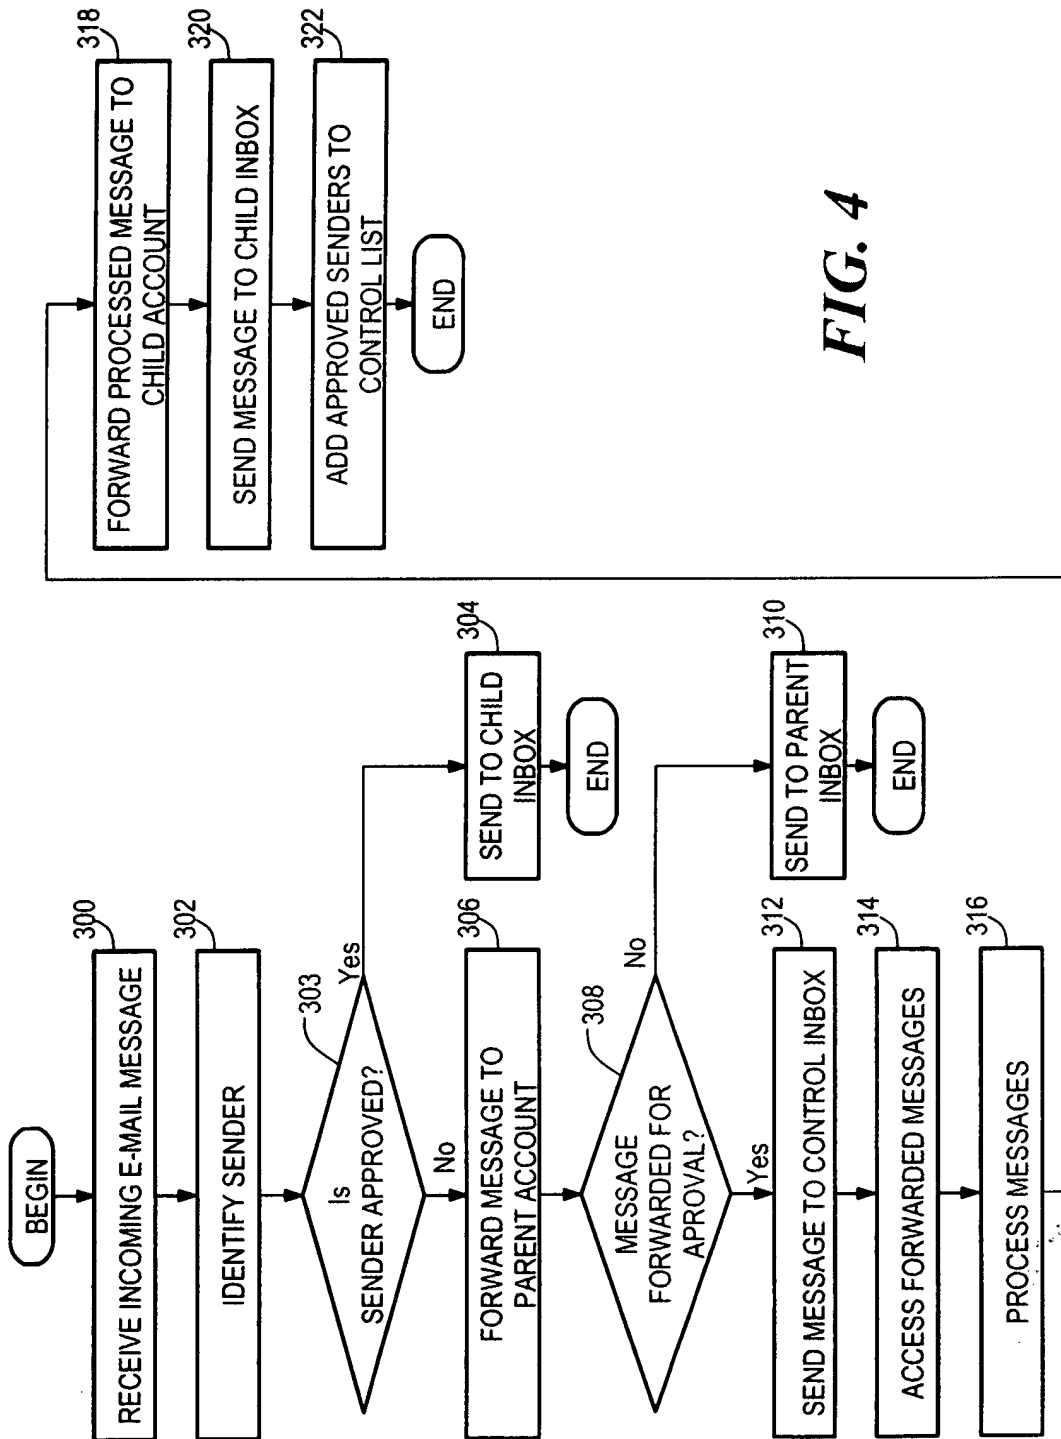 BEGIN
300
RECEIVE INCOMING E-MAIL MESSAGE
302
IDENTIFY SENDER
303
Is
SENDER APPROVED?
Yes
304
SEND TO CHILD
INBOX
END
No
306
FORWARD MESSAGE TO
PARENT ACCOUNT
308
MESSAGE
FORWARDED FOR
APROVAL?
No
310
SEND TO PARENT
INBOX
END
Yes
312
SEND MESSAGE TO CONTROL INBOX
314
ACCESS FORWARDED MESSAGES
316
PROCESS MESSAGES
318
FORWARD PROCESSED MESSAGE TO
CHILD ACCOUNT
320
SEND MESSAGE TO CHILD INBOX
322
ADD APPROVED SENDERS TO
CONTROL LIST
END
FIG. 4